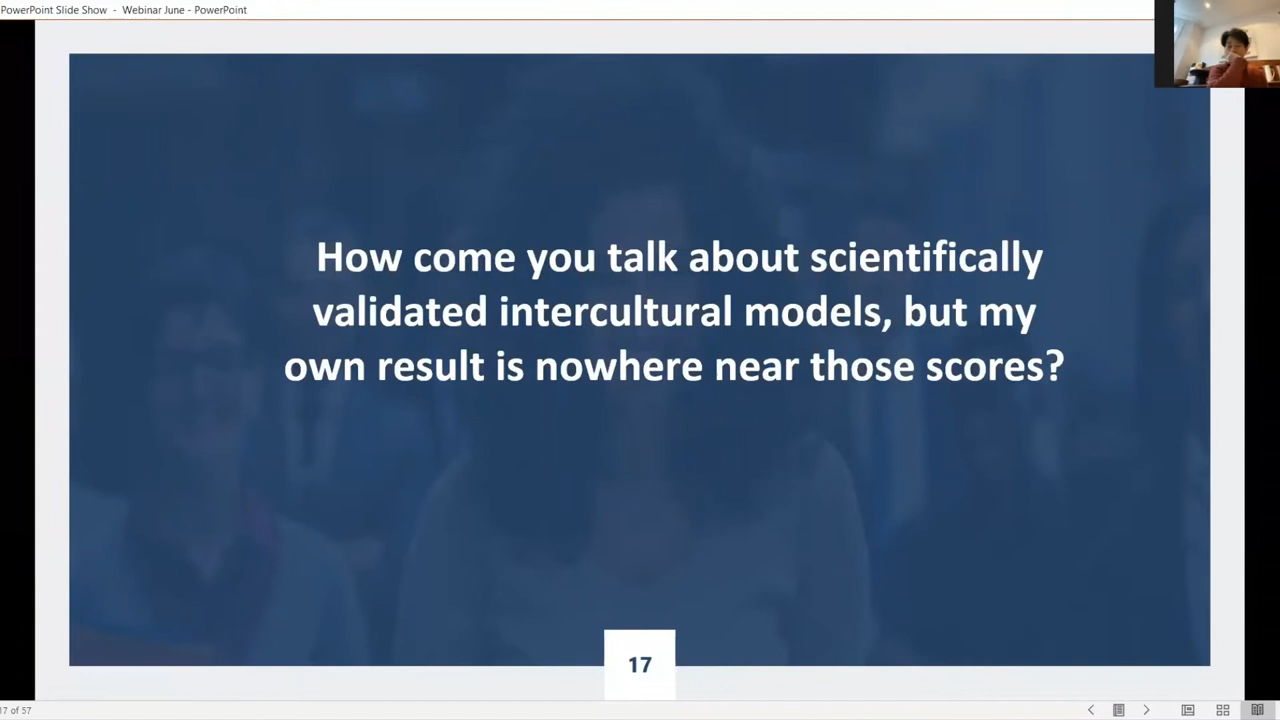 PowerPoint Slide Show - Webinar June - PowerPoint
How come you talk about scientifically
validated intercultural models, but my
own result is nowhere near those scores?
17
17 of 57